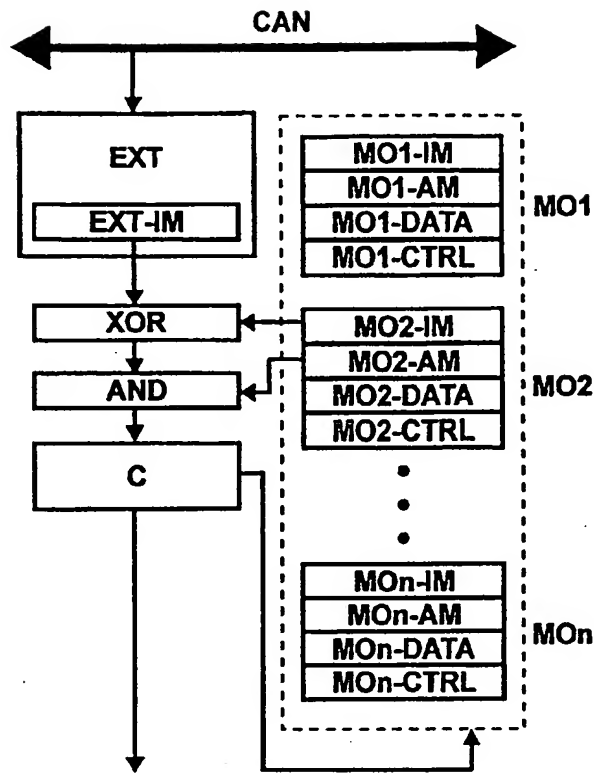 CAN
EXT
EXT-IM
XOR
AND
C
MO1-IM
MO1-AM
MO1-DATA
MO1-CTRL
MO1
MO2-IM
MO2-AM
MO2-DATA
MO2-CTRL
MO2
MOn-IM
MOn-AM
MOn-DATA
MOn-CTRL
MOn